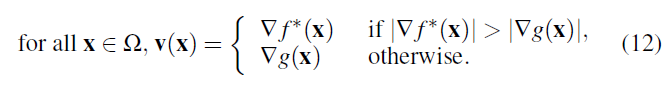 for all x ∈ Ω, v(x) = { ∇f*(x) if |∇f*(x)| > |∇g(x)|,
∇g(x) otherwise. (12)